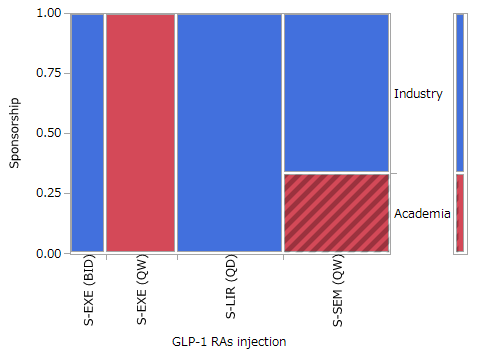 1.00
0.75
0.50
0.25
0.00
Sponsorship
Industry
Academia
S-EXE (BID)
S-EXE (QW)
S-LIR (QD)
S-SEM (QW)
GLP-1 RAs injection